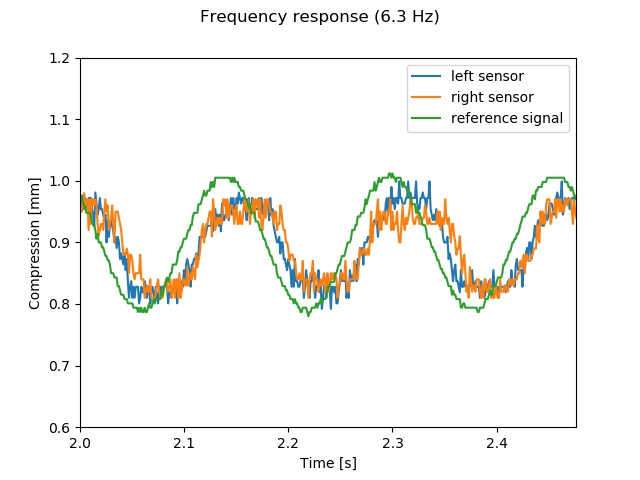 Frequency response (6.3 Hz)
1.2
1.1
1.0
0.9
0.8
0.7
0.6
Compression [mm]
left sensor
right sensor
reference signal
2.0 2.1 2.2 2.3 2.4
Time [s]